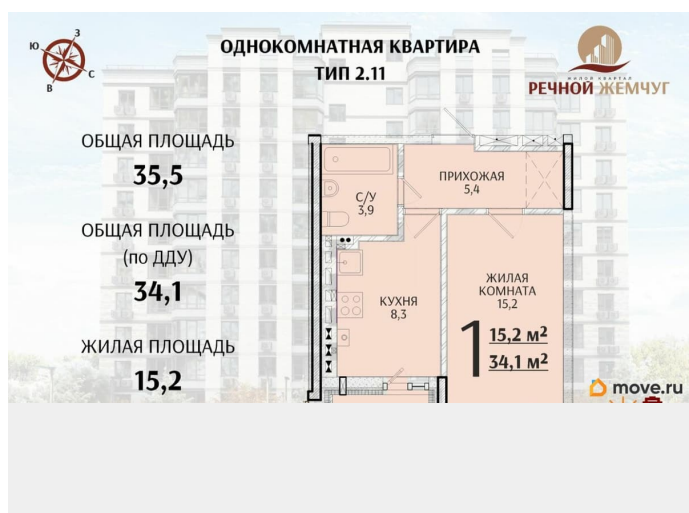 ОДНОКОМНАТНАЯ КВАРТИРА
ТИП 2.11
З
Ю
С
В
ЖИЛОЙ КВАРТАЛ
РЕЧНОЙ ЖЕМЧУГ
ОБЩАЯ ПЛОЩАДЬ
35,5
ОБЩАЯ ПЛОЩАДЬ
(по ДДУ)
34,1
ЖИЛАЯ ПЛОЩАДЬ
15,2
ПРИХОЖАЯ
5,4
С/У
3,9
КУХНЯ
8,3
ЖИЛАЯ
КОМНАТА
15,2
1
15,2 м²
34,1 м²
move.ru